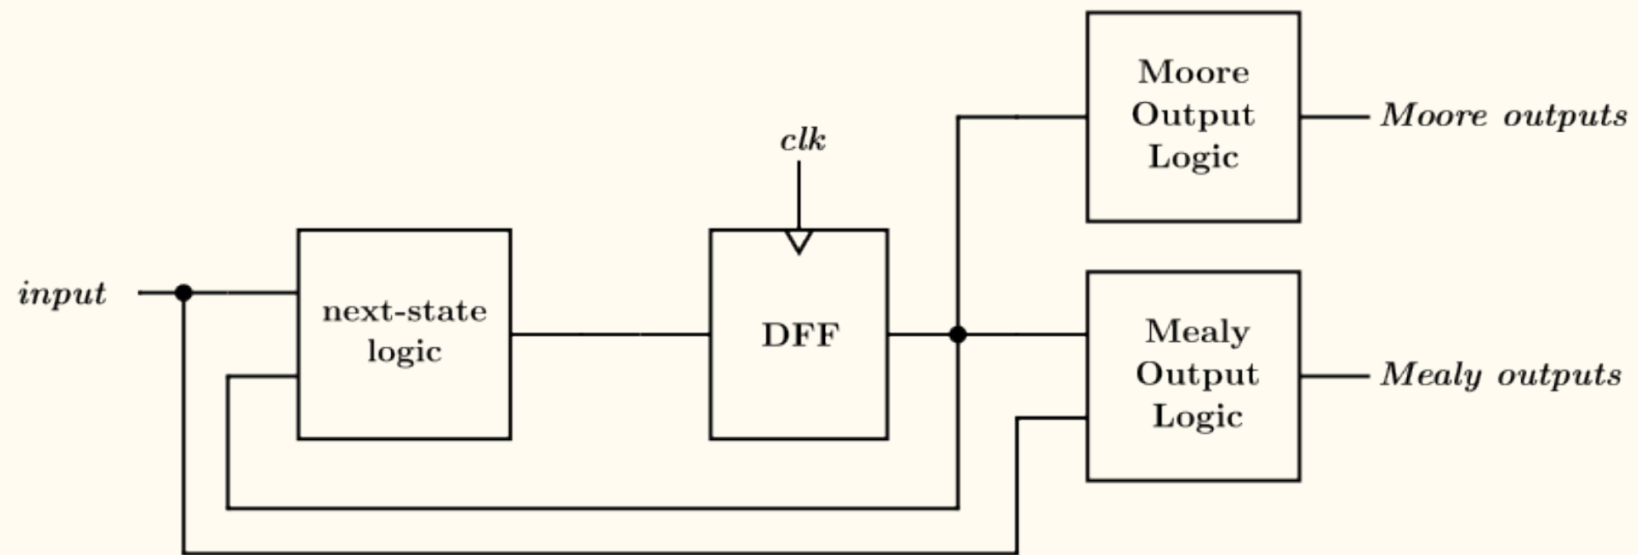 Moore
Output
Logic
Moore outputs
clk
input
next-state
logic
DFF
Mealy
Output
Logic
Mealy outputs